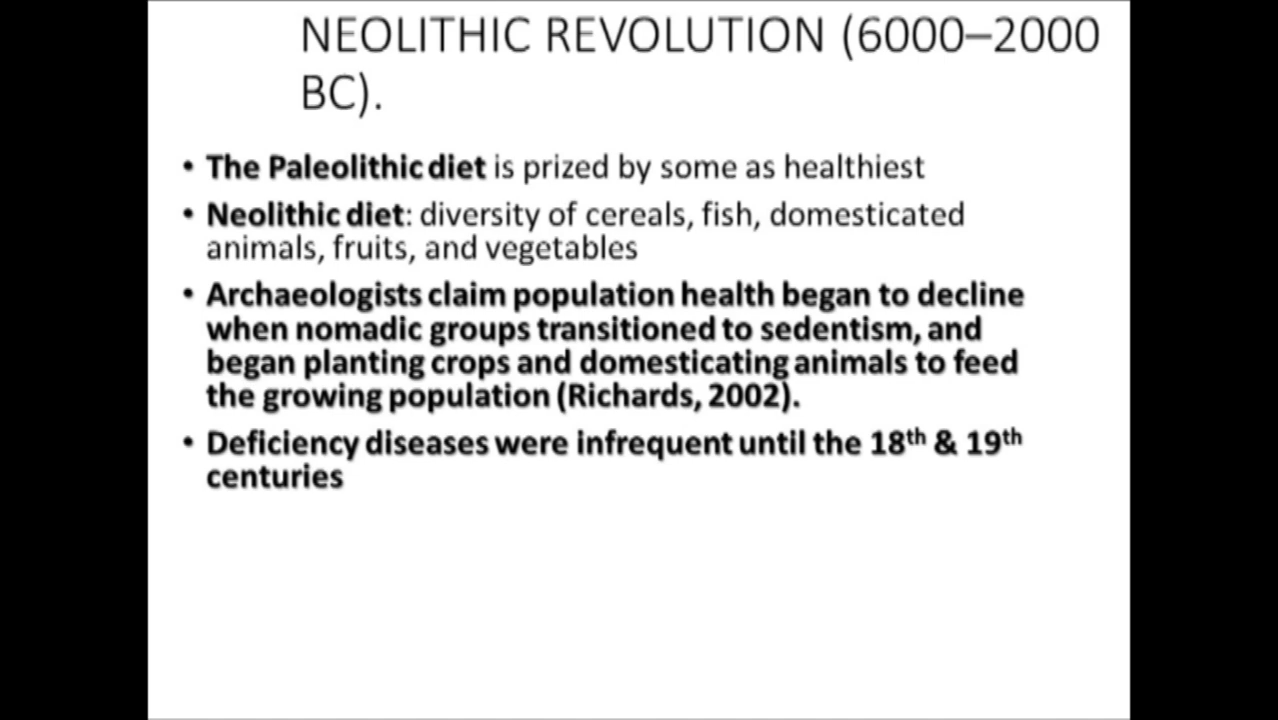 NEOLITHIC REVOLUTION (6000–2000
BC).
• The Paleolithic diet is prized by some as healthiest
• Neolithic diet: diversity of cereals, fish, domesticated
animals, fruits, and vegetables
• Archaeologists claim population health began to decline
when nomadic groups transitioned to sedentism, and
began planting crops and domesticating animals to feed
the growing population (Richards, 2002).
• Deficiency diseases were infrequent until the 18th & 19th
centuries